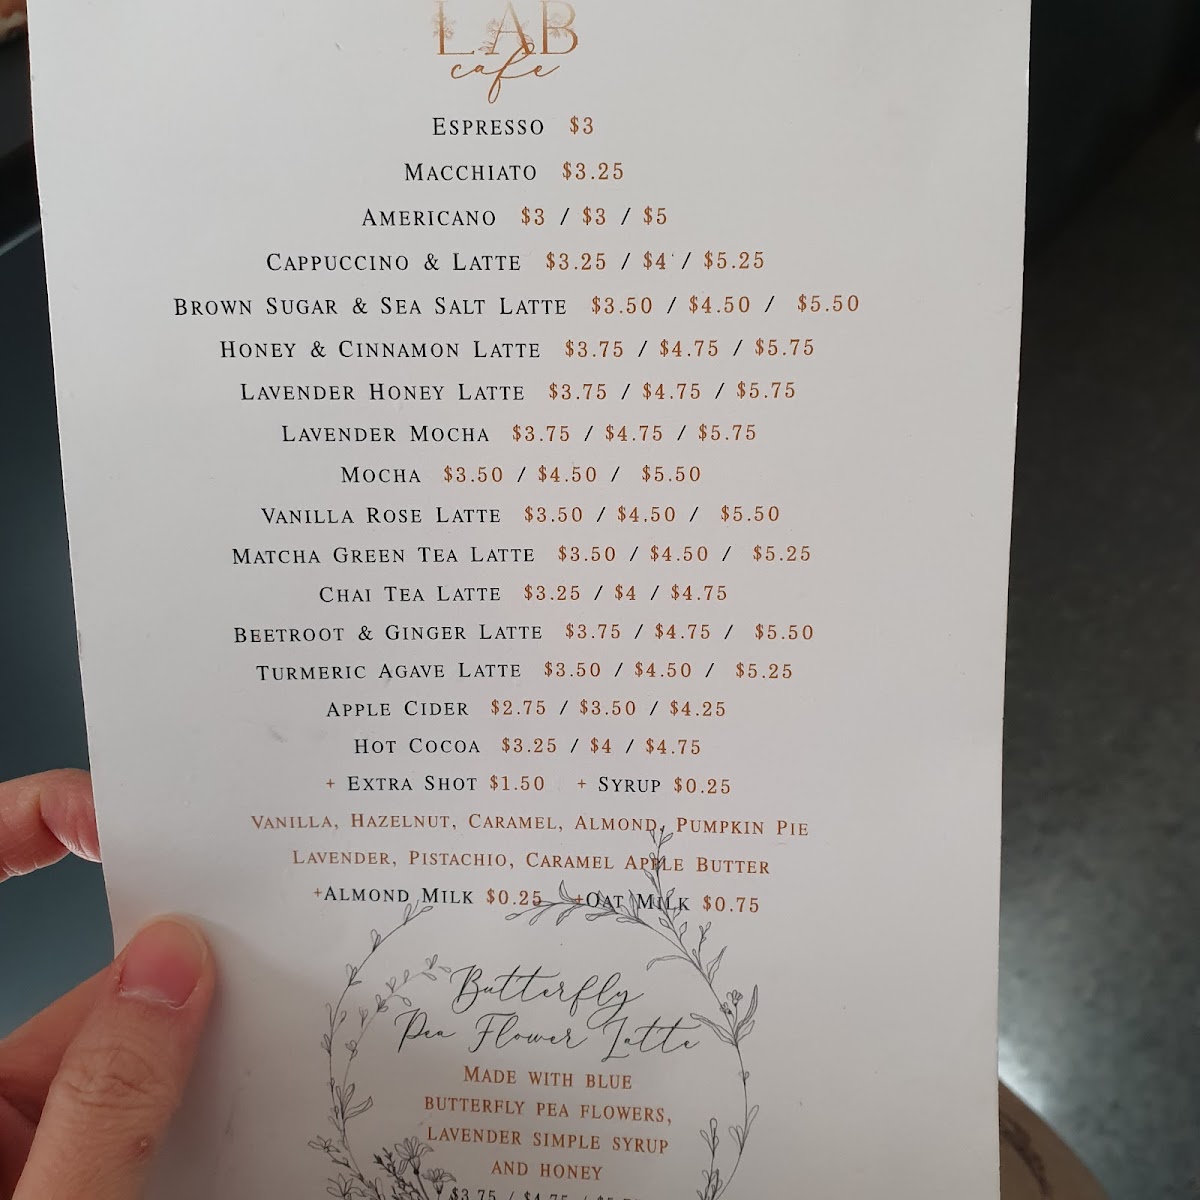 LAB
cafe
ESPRESSO $3
MACCHIATO $3.25
AMERICANO $3 / $3 / $5
CAPPUCCINO & LATTE $3.25 / $4 / $5.25
BROWN SUGAR & SEA SALT LATTE $3.50 / $4.50 / $5.50
HONEY & CINNAMON LATTE $3.75 / $4.75 / $5.75
LAVENDER HONEY LATTE $3.75 / $4.75 / $5.75
LAVENDER MOCHA $3.75 / $4.75 / $5.75
MOCHA $3.50 / $4.50 / $5.50
VANILLA ROSE LATTE $3.50 / $4.50 / $5.50
MATCHA GREEN TEA LATTE $3.50 / $4.50 / $5.25
CHAI TEA LATTE $3.25 / $4 / $4.75
BEETROOT & GINGER LATTE $3.75 / $4.75 / $5.50
TURMERIC AGAVE LATTE $3.50 / $4.50 / $5.25
APPLE CIDER $2.75 / $3.50 / $4.25
HOT COCOA $3.25 / $4 / $4.75
+ EXTRA SHOT $1.50 + SYRUP $0.25
VANILLA, HAZELNUT, CARAMEL, ALMOND, PUMPKIN PIE
LAVENDER, PISTACHIO, CARAMEL APPLE BUTTER
+ALMOND MILK $0.25 +OAT MILK $0.75
Butterfly
Pea Flower Latte
MADE WITH BLUE
BUTTERFLY PEA FLOWERS,
LAVENDER SIMPLE SYRUP
AND HONEY
$3.75 / $4.75 /